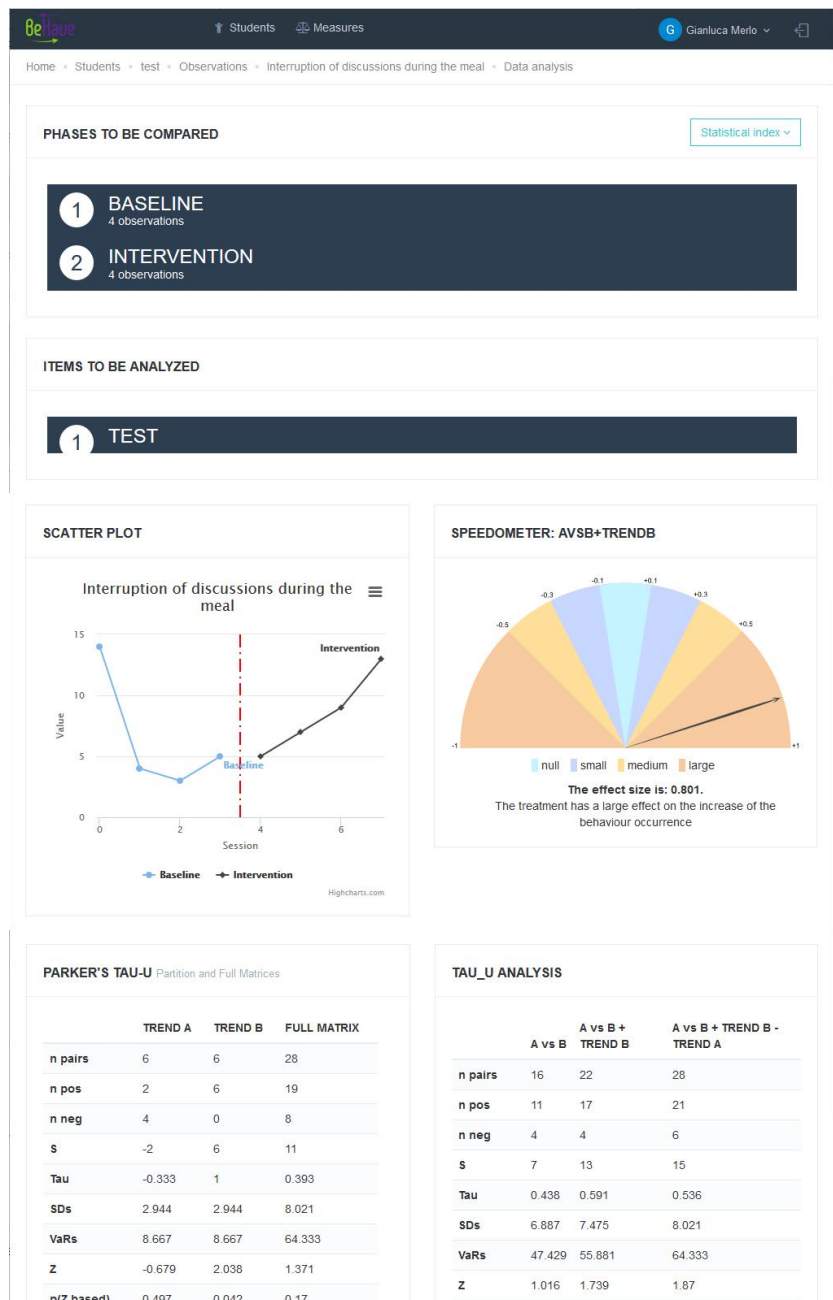 BeHave
Students Measures G Gianluca Merlo
Home Students test Observations Interruption of discussions during the meal Data analysis
PHASES TO BE COMPARED
Statistical index
1 BASELINE
4 observations
2 INTERVENTION
4 observations
ITEMS TO BE ANALYZED
1 TEST
SCATTER PLOT
Interruption of discussions during the
meal
15
10
5
0
Value
Intervention
Baseline
0 2 4 6
Session
Baseline Intervention
Highcharts.com
SPEEDOMETER: AVSB+TRENDB
-1 -0.5 -0.3 -0.1 +0.1 +0.3 +0.5 +1
null small medium large
The effect size is: 0.801.
The treatment has a large effect on the increase of the
behaviour occurrence
PARKER'S TAU-U Partition and Full Matrices
TREND A TREND B FULL MATRIX
n pairs 6 6 28
n pos 2 6 19
n neg 4 0 8
S -2 6 11
Tau -0.333 1 0.393
SDs 2.944 2.944 8.021
VaRs 8.667 8.667 64.333
Z -0.679 2.038 1.371
p(Z based) 0.497 0.042 0.17
TAU_U ANALYSIS
A vs B A vs B + TREND B A vs B + TREND B - TREND A
n pairs 16 22 28
n pos 11 17 21
n neg 4 4 6
S 7 13 15
Tau 0.438 0.591 0.536
SDs 6.887 7.475 8.021
VaRs 47.429 55.881 64.333
Z 1.016 1.739 1.87